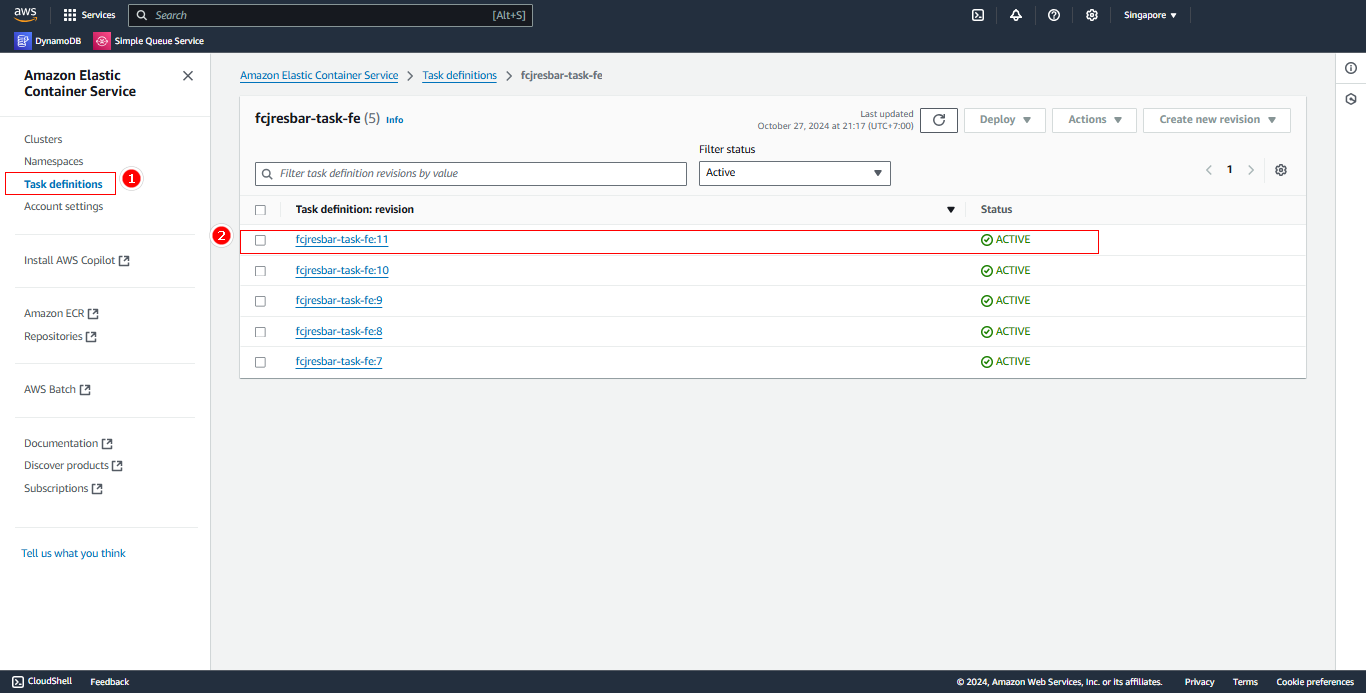 aws
Services
Search
[Alt+S]
Singapore
DynamoDB
Simple Queue Service
Amazon Elastic
Container Service
Clusters
Namespaces
Task definitions
1
Account settings
Install AWS Copilot
Amazon ECR
Repositories
AWS Batch
Documentation
Discover products
Subscriptions
Tell us what you think
Amazon Elastic Container Service
Task definitions
fcjresbar-task-fe
fcjresbar-task-fe (5) Info
Last updated
October 27, 2024 at 21:17 (UTC+7:00)
Deploy
Actions
Create new revision
Filter status
Filter task definition revisions by value
Active
1
Task definition: revision
Status
2
fcjresbar-task-fe:11
ACTIVE
fcjresbar-task-fe:10
ACTIVE
fcjresbar-task-fe:9
ACTIVE
fcjresbar-task-fe:8
ACTIVE
fcjresbar-task-fe:7
ACTIVE
CloudShell
Feedback
© 2024, Amazon Web Services, Inc. or its affiliates.
Privacy
Terms
Cookie preferences